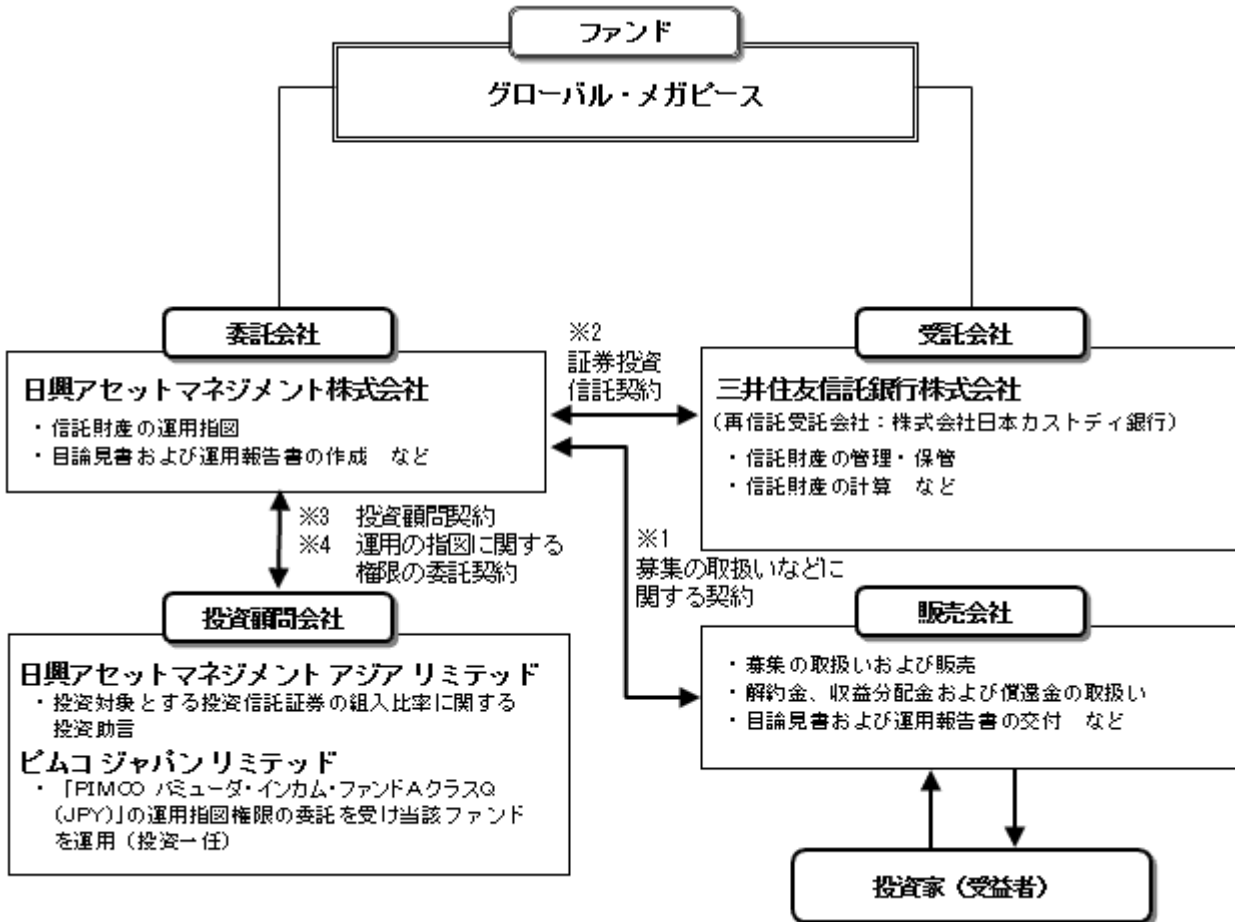 ファンド
グローバル・メガピース
委託会社
日興アセットマネジメント株式会社
・信託財産の運用指図
・目論見書および運用報告書の作成　など
※2
証券投資
信託契約
受託会社
三井住友信託銀行株式会社
（再信託受託会社：株式会社日本カストディ銀行）
・信託財産の管理・保管
・信託財産の計算　など
※3　投資顧問契約
※4　運用の指図に関する
権限の委託契約
※1
募集の取扱いなどに
関する契約
投資顧問会社
日興アセットマネジメント アジア リミテッド
・投資対象とする投資信託証券の組入比率に関する
投資助言
ピムコ ジャパン リミテッド
・「PIMCO バミューダ・インカム・ファンドAクラスQ
（JPY）」の運用指図権限の委託を受け当該ファンド
を運用（投資一任）
販売会社
・募集の取扱いおよび販売
・解約金、収益分配金および償還金の取扱い
・目論見書および運用報告書の交付　など
投資家（受益者）